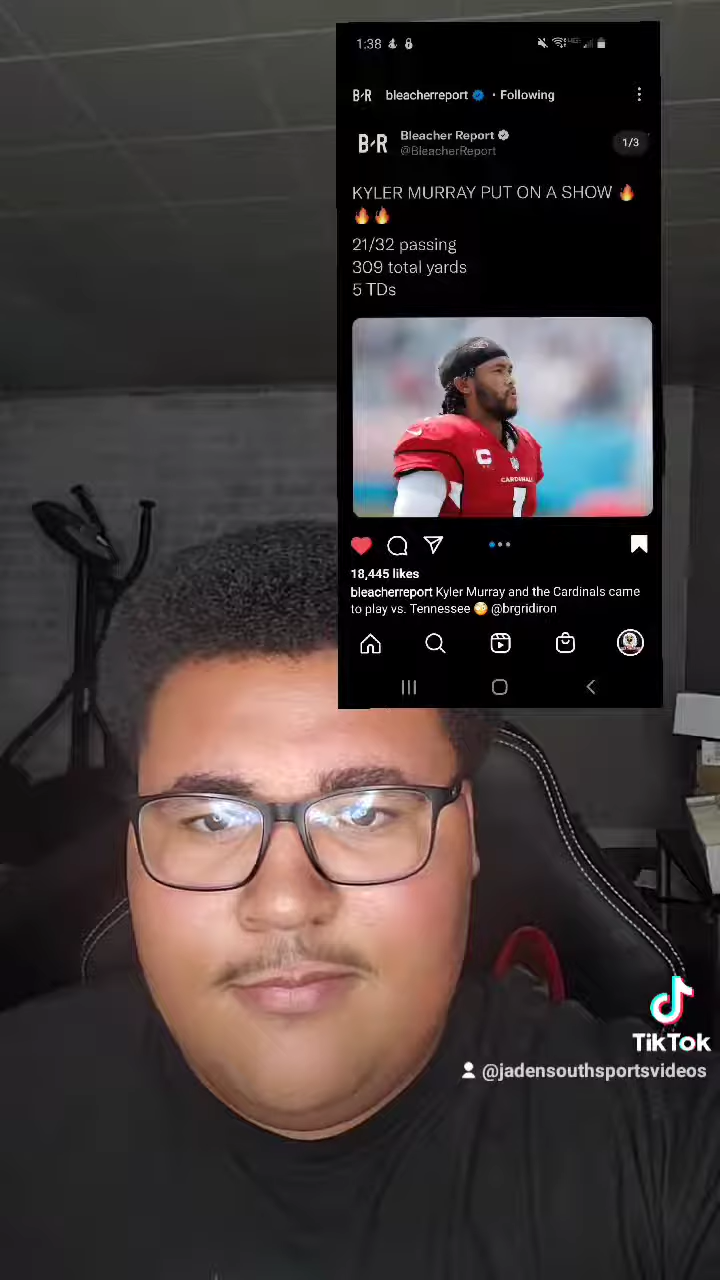 1:38
B/R bleacherreport • Following
B/R Bleacher Report
@BleacherReport
1/3
KYLER MURRAY PUT ON A SHOW 🔥
🔥🔥
21/32 passing
309 total yards
5 TDs
C
CARDINALS
1
18,445 likes
bleacherreport Kyler Murray and the Cardinals came
to play vs. Tennessee 😳 @brgridiron
TikTok
@jadensouthsportsvideos